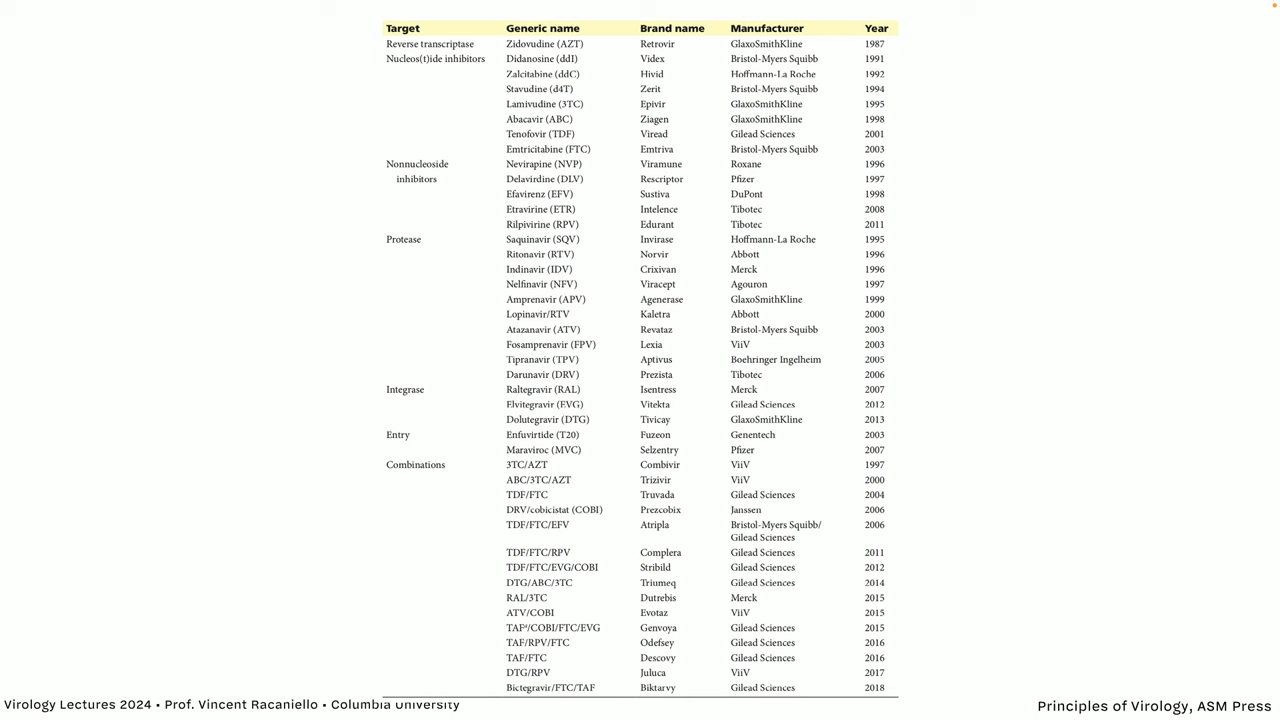 Target Generic name Brand name Manufacturer Year
Reverse transcriptase Zidovudine (AZT) Retrovir GlaxoSmithKline 1987
Nucleos(t)ide inhibitors Didanosine (ddI) Videx Bristol-Myers Squibb 1991
Zalcitabine (ddC) Hivid Hoffmann-La Roche 1992
Stavudine (d4T) Zerit Bristol-Myers Squibb 1994
Lamivudine (3TC) Epivir GlaxoSmithKline 1995
Abacavir (ABC) Ziagen GlaxoSmithKline 1998
Tenofovir (TDF) Viread Gilead Sciences 2001
Emtricitabine (FTC) Emtriva Bristol-Myers Squibb 2003
Nonnucleoside Nevirapine (NVP) Viramune Roxane 1996
inhibitors Delavirdine (DLV) Rescriptor Pfizer 1997
Efavirenz (EFV) Sustiva DuPont 1998
Etravirine (ETR) Intelence Tibotec 2008
Rilpivirine (RPV) Edurant Tibotec 2011
Protease Saquinavir (SQV) Invirase Hoffmann-La Roche 1995
Ritonavir (RTV) Norvir Abbott 1996
Indinavir (IDV) Crixivan Merck 1996
Nelfinavir (NFV) Viracept Agouron 1997
Amprenavir (APV) Agenerase GlaxoSmithKline 1999
Lopinavir/RTV Kaletra Abbott 2000
Atazanavir (ATV) Revataz Bristol-Myers Squibb 2003
Fosamprenavir (FPV) Lexia ViiV 2003
Tipranavir (TPV) Aptivus Boehringer Ingelheim 2005
Darunavir (DRV) Prezista Tibotec 2006
Integrase Raltegravir (RAL) Isentress Merck 2007
Elvitegravir (EVG) Vitekta Gilead Sciences 2012
Dolutegravir (DTG) Tivicay GlaxoSmithKline 2013
Entry Enfuvirtide (T20) Fuzeon Genentech 2003
Maraviroc (MVC) Selzentry Pfizer 2007
Combinations 3TC/AZT Combivir ViiV 1997
ABC/3TC/AZT Trizivir ViiV 2000
TDF/FTC Truvada Gilead Sciences 2004
DRV/cobicistat (COBI) Prezcobix Janssen 2006
TDF/FTC/EFV Atripla Bristol-Myers Squibb/ 2006
Gilead Sciences
TDF/FTC/RPV Complera Gilead Sciences 2011
TDF/FTC/EVG/COBI Stribild Gilead Sciences 2012
DTG/ABC/3TC Triumeq Gilead Sciences 2014
RAL/3TC Dutrebis Merck 2015
ATV/COBI Evotaz ViiV 2015
TAFᵃ/COBI/FTC/EVG Genvoya Gilead Sciences 2015
TAF/RPV/FTC Odefsey Gilead Sciences 2016
TAF/FTC Descovy Gilead Sciences 2016
DTG/RPV Juluca ViiV 2017
Bictegravir/FTC/TAF Biktarvy Gilead Sciences 2018
Virology Lectures 2024 • Prof. Vincent Racaniello • Columbia University
Principles of Virology, ASM Press